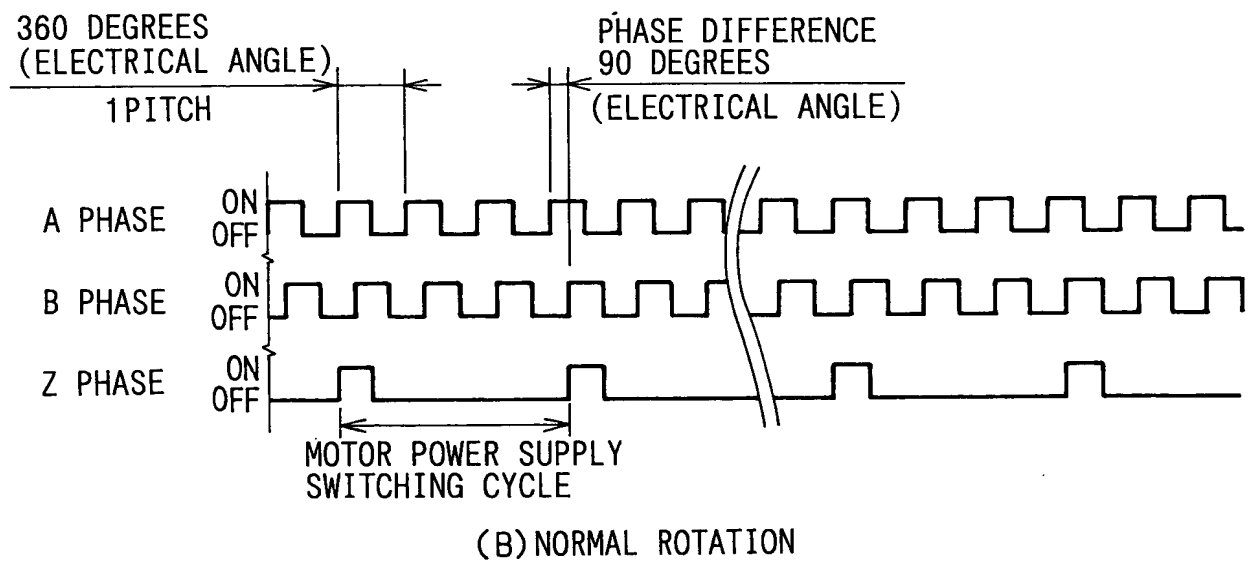 360 DEGREES
(ELECTRICAL ANGLE)
1PITCH
PHASE DIFFERENCE
90 DEGREES
(ELECTRICAL ANGLE)
A PHASE
ON
OFF
B PHASE
ON
OFF
Z PHASE
ON
OFF
MOTOR POWER SUPPLY
SWITCHING CYCLE
(B)NORMAL ROTATION